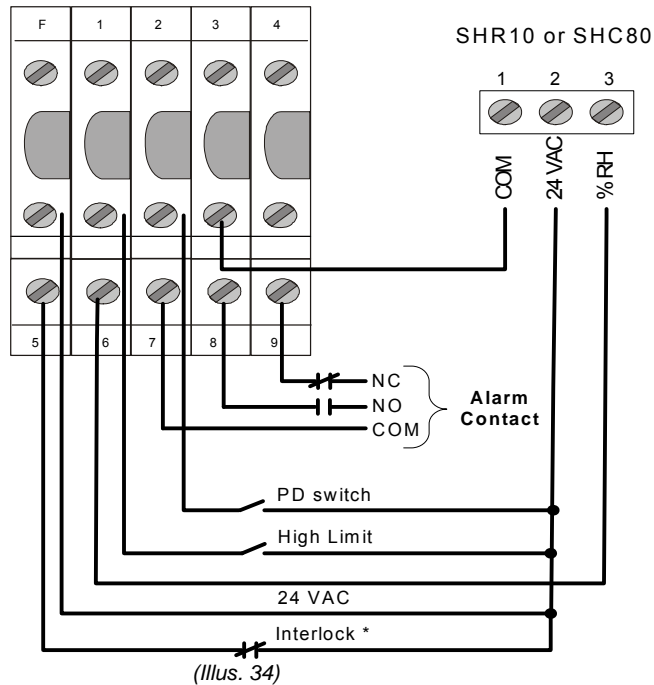 F 1 2 3 4
SHR10 or SHC80
1 2 3
COM
24 VAC
%RH
5 6 7 8 9
NC
NO
COM
Alarm
Contact
PD switch
High Limit
24 VAC
Interlock *
(Illus. 34)